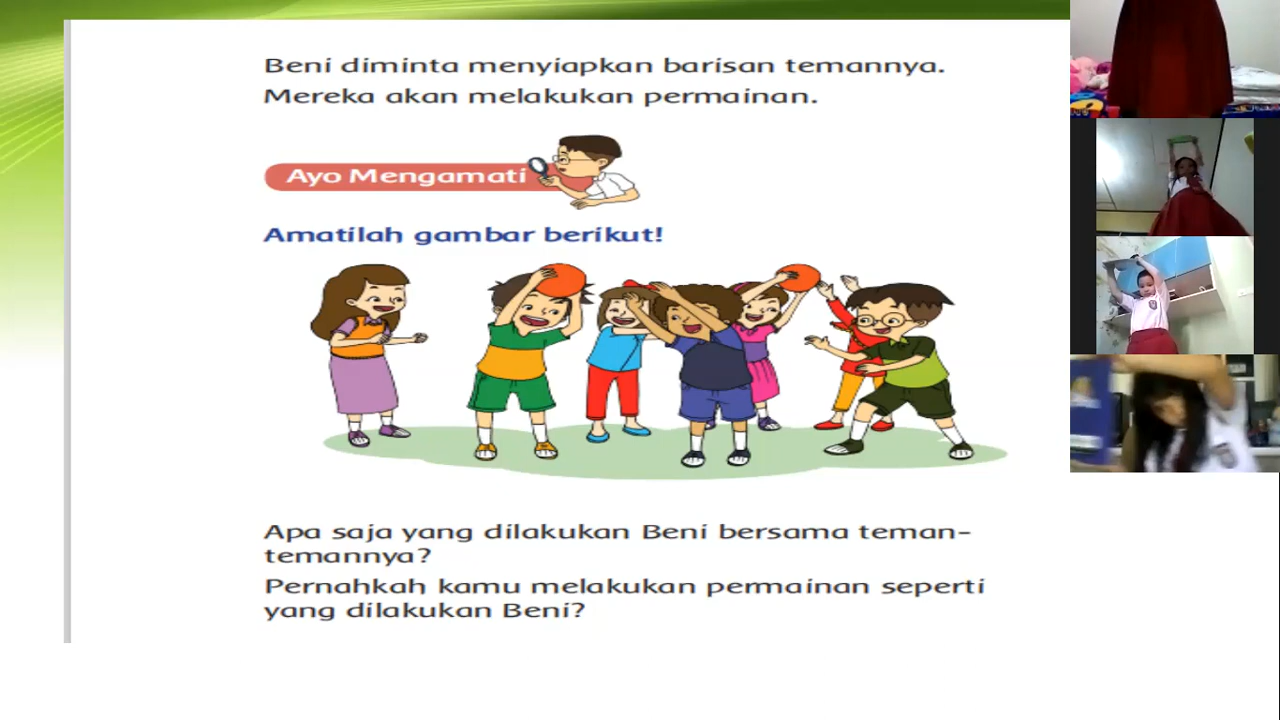 Beni diminta menyiapkan barisan temannya.
Mereka akan melakukan permainan.
Ayo Mengamati
Amatilah gambar berikut!
Apa saja yang dilakukan Beni bersama teman-
temannya?
Pernahkah kamu melakukan permainan seperti
yang dilakukan Beni?